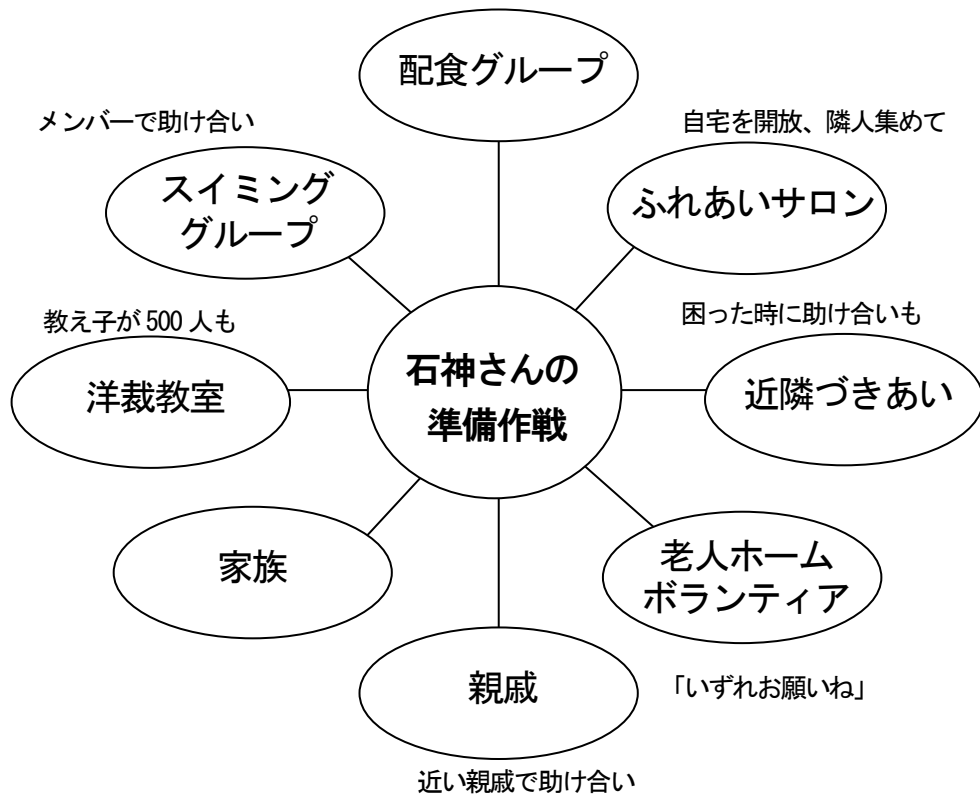 配食グループ
メンバーで助け合い
自宅を開放、隣人集めて
スイミング
グループ
ふれあいサロン
教え子が500人も
困った時に助け合いも
石神さんの
準備作戦
洋裁教室
近隣づきあい
家族
老人ホーム
ボランティア
親戚
「いずれお願いね」
近い親戚で助け合い